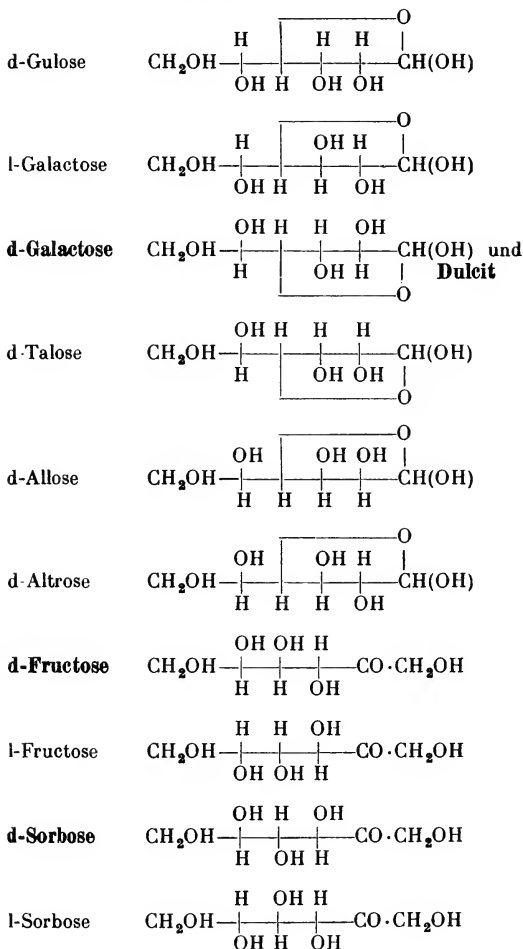 O
H H H
d-Gulose CH₂OH CH(OH)
OH H OH OH
O
H OH H
l-Galactose CH₂OH CH(OH)
OH H H OH
OH H H OH
d-Galactose CH₂OH CH(OH) und
H OH H Dulcit
O
OH H H H
d-Talose CH₂OH CH(OH)
H OH OH
O
O
OH OH OH
d-Allose CH₂OH CH(OH)
H H H H
O
OH OH H
d-Altrose CH₂OH CH(OH)
H H H OH
OH OH H
d-Fructose CH₂OH CO·CH₂OH
H H OH
H H OH
l-Fructose CH₂OH CO·CH₂OH
OH OH H
OH H OH
d-Sorbose CH₂OH CO·CH₂OH
H OH H
H OH H
l-Sorbose CH₂OH CO·CH₂OH
OH H OH